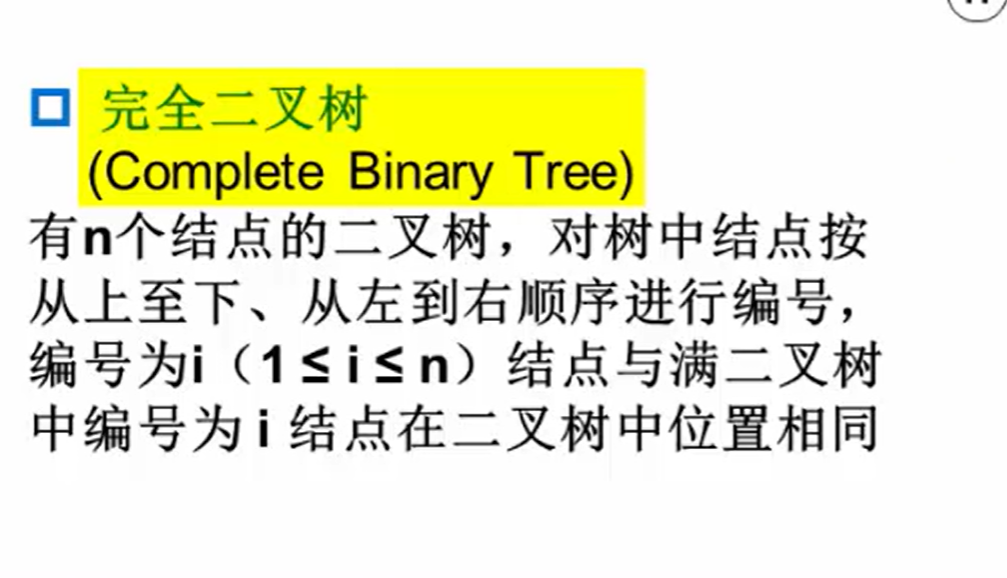 完全二叉树
(Complete Binary Tree)
有n个结点的二叉树，对树中结点按
从上至下、从左到右顺序进行编号，
编号为i（1≤i≤n）结点与满二叉树
中编号为 i 结点在二叉树中位置相同